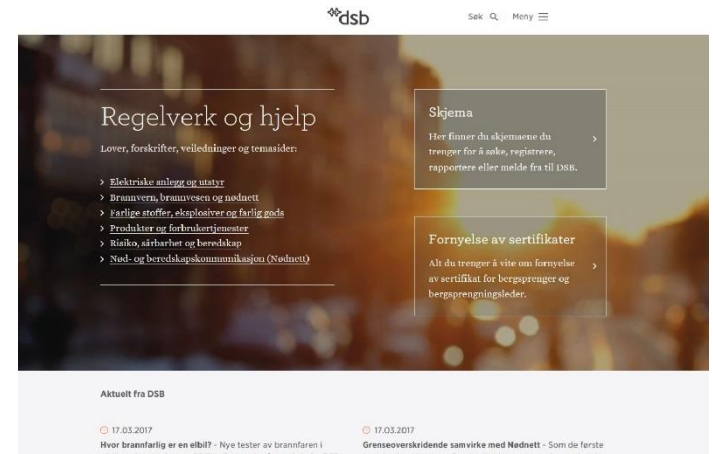 dsb
Søk
Meny
Regelverk og hjelp
Lover, forskrifter, veiledninger og temasider:
Elektriske anlegg og utstyr
Brannvern, brannvesen og nødnett
Farlige stoffer, eksplosiver og farlig gods
Produkter og forbrukertjenester
Risiko, sårbarhet og beredskap
Nød- og beredskapskommunikasjon (Nødnett)
Skjema
Her finner du skjemaene du
trenger for å søke, registrere,
rapportere eller melde fra til DSB.
Fornyelse av sertifikater
Alt du trenger å vite om fornyelse
av sertifikat for bergsprenger og
bergsprengningsleder.
Aktuelt fra DSB
17.03.2017
Hvor brannfarlig er en elbil? - Nye tester av brannfaren i
17.03.2017
Grenseoverskridende samvirke med Nødnett - Som de første